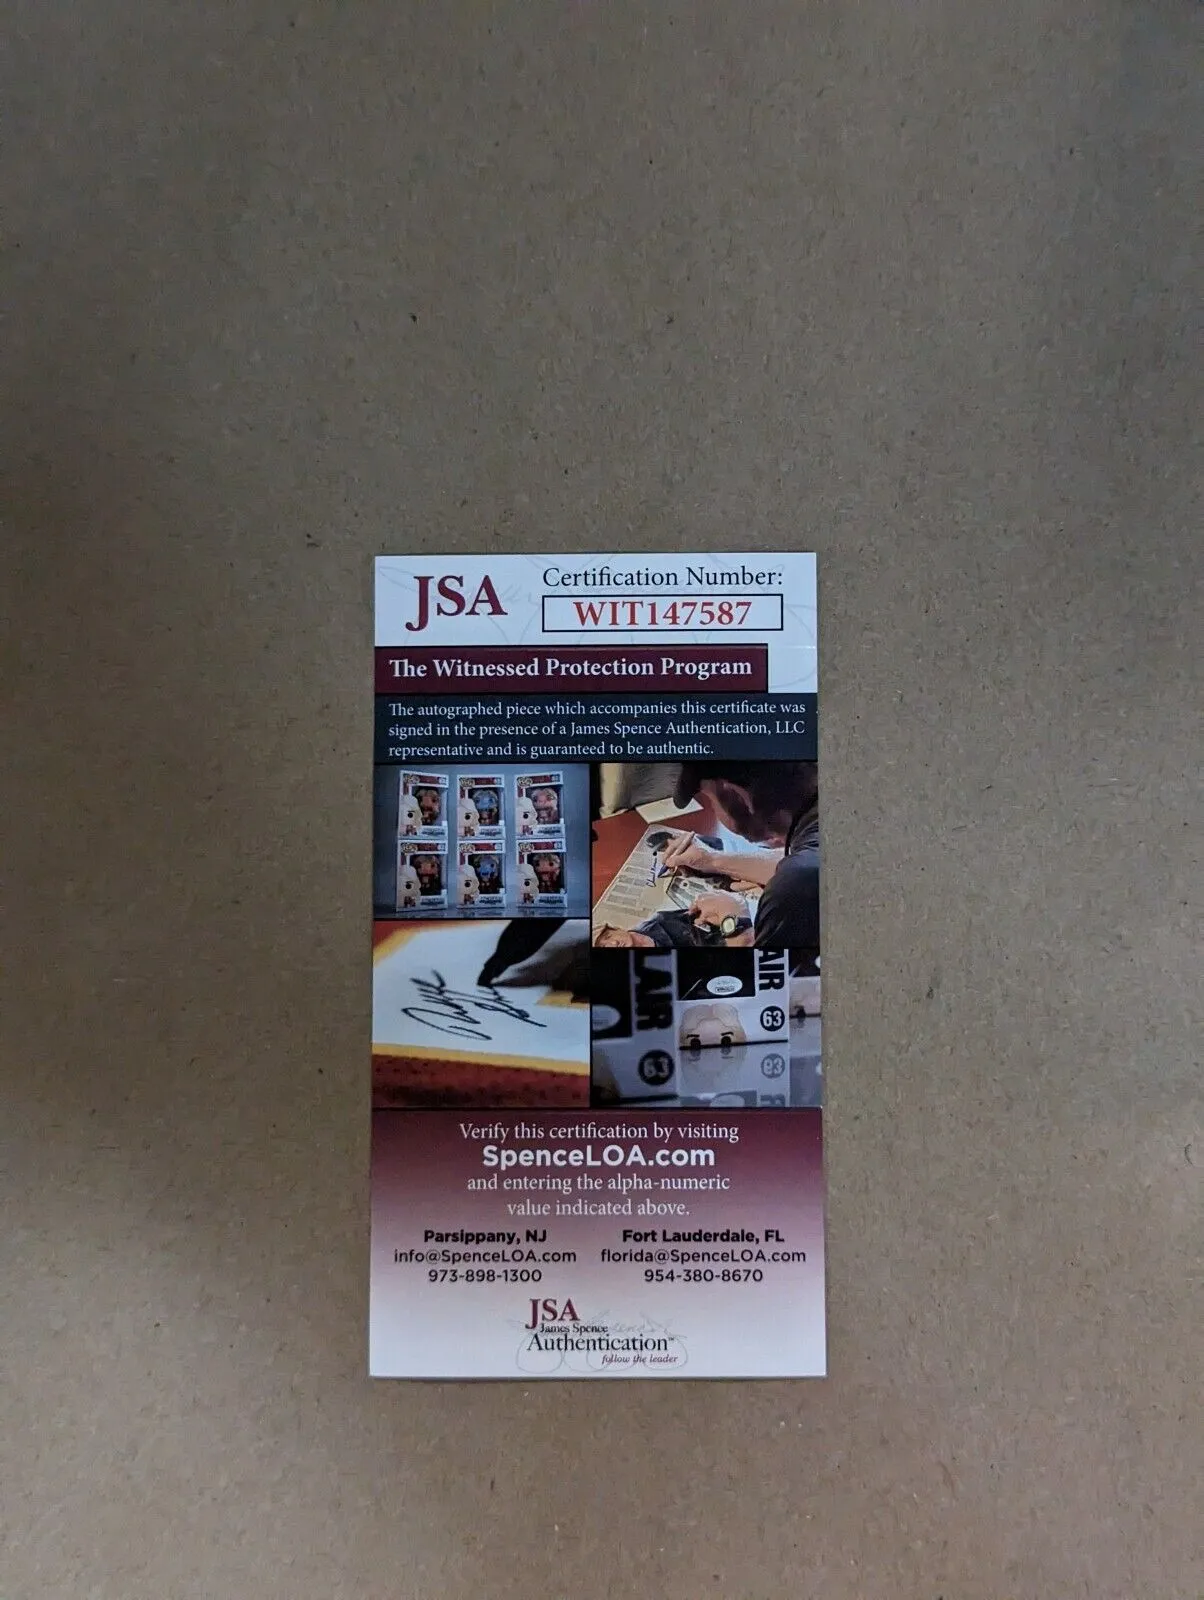 JSA
Certification Number:
WIT147587
The Witnessed Protection Program
The autographed piece which accompanies this certificate was
signed in the presence of a James Spence Authentication, LLC
representative and is guaranteed to be authentic.
LAIR
AIR
63
63
63
Verify this certification by visiting
SpenceLOA.com
and entering the alpha-numeric
value indicated above.
Parsippany, NJ
info@SpenceLOA.com
973-898-1300
Fort Lauderdale, FL
florida@SpenceLOA.com
954-380-8670
JSA
James Spence
Authentication™
follow the leader